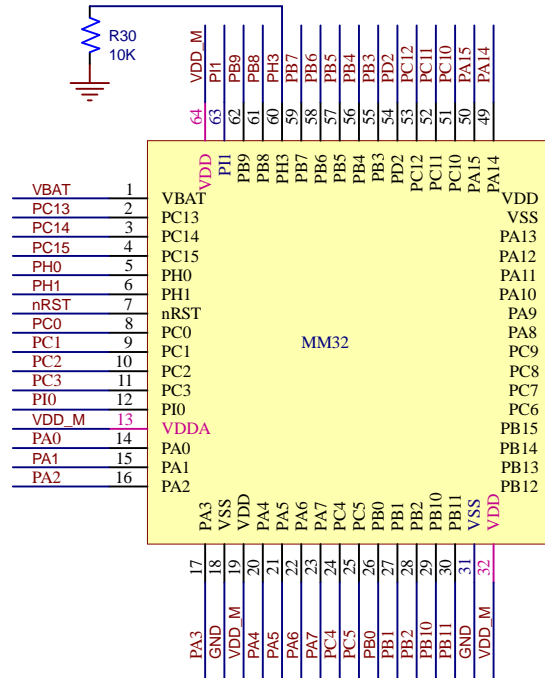 R30
10K
VDD_M
PI1
PB9
PB8
PH3
PB7
PB6
PB5
PB4
PB3
PD2
PC12
PC11
PC10
PA15
PA14
64
63
62
61
60
59
58
57
56
55
54
53
52
51
50
49
VDD
PI1
PB9
PB8
PH3
PB7
PB6
PB5
PB4
PB3
PD2
PC12
PC11
PC10
PA15
PA14
VBAT 1 VBAT
PC13 2 PC13
PC14 3 PC14
PC15 4 PC15
PH0 5 PH0
PH1 6 PH1
nRST 7 nRST
PC0 8 PC0
PC1 9 PC1
PC2 10 PC2
PC3 11 PC3
PI0 12 PI0
VDD_M 13 VDDA
PA0 14 PA0
PA1 15 PA1
PA2 16 PA2
MM32
VDD
VSS
PA13
PA12
PA11
PA10
PA9
PA8
PC9
PC8
PC7
PC6
PB15
PB14
PB13
PB12
PA3
VSS
VDD
PA4
PA5
PA6
PA7
PC4
PC5
PB0
PB1
PB2
PB10
PB11
VSS
VDD
17
18
19
20
21
22
23
24
25
26
27
28
29
30
31
32
PA3
GND
VDD_M
PA4
PA5
PA6
PA7
PC4
PC5
PB0
PB1
PB2
PB10
PB11
GND
VDD_M